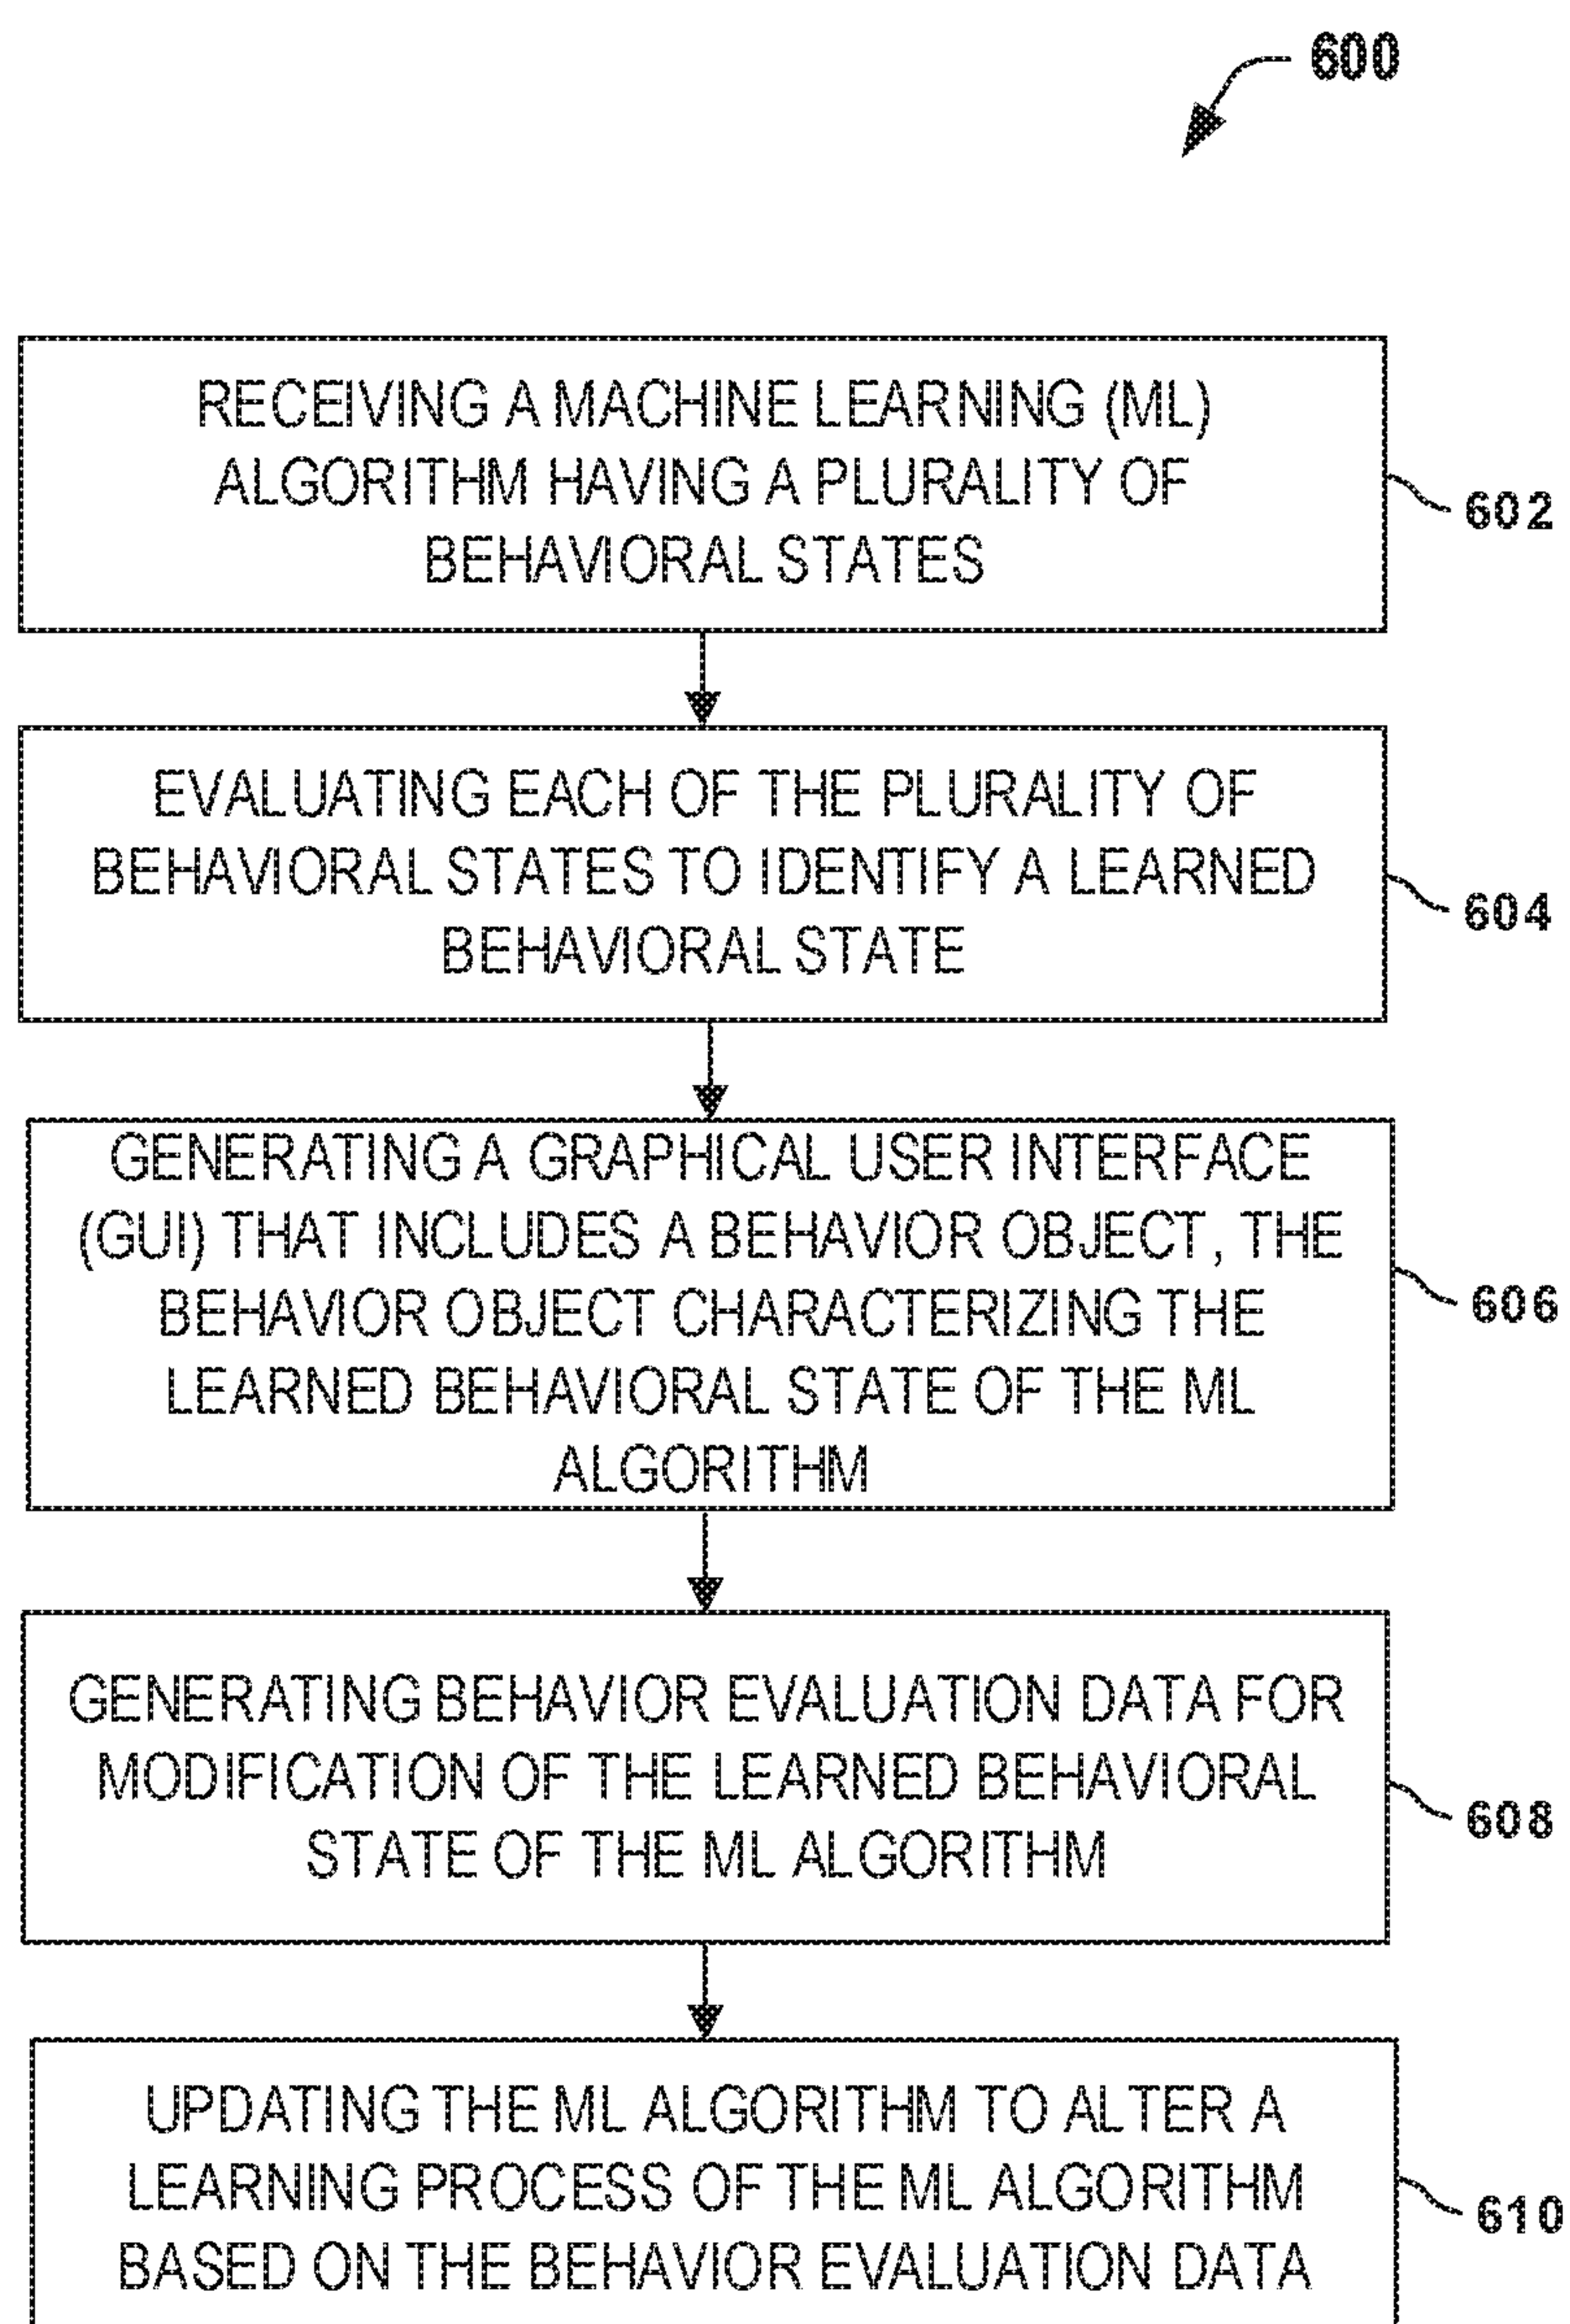 600
RECEIVING A MACHINE LEARNING (ML)
ALGORITHM HAVING A PLURALITY OF
BEHAVIORAL STATES
602
EVALUATING EACH OF THE PLURALITY OF
BEHAVIORAL STATES TO IDENTIFY A LEARNED
BEHAVIORAL STATE
604
GENERATING A GRAPHICAL USER INTERFACE
(GUI) THAT INCLUDES A BEHAVIOR OBJECT, THE
BEHAVIOR OBJECT CHARACTERIZING THE
LEARNED BEHAVIORAL STATE OF THE ML
ALGORITHM
606
GENERATING BEHAVIOR EVALUATION DATA FOR
MODIFICATION OF THE LEARNED BEHAVIORAL
STATE OF THE ML ALGORITHM
608
UPDATING THE ML ALGORITHM TO ALTER A
LEARNING PROCESS OF THE ML ALGORITHM
BASED ON THE BEHAVIOR EVALUATION DATA
610